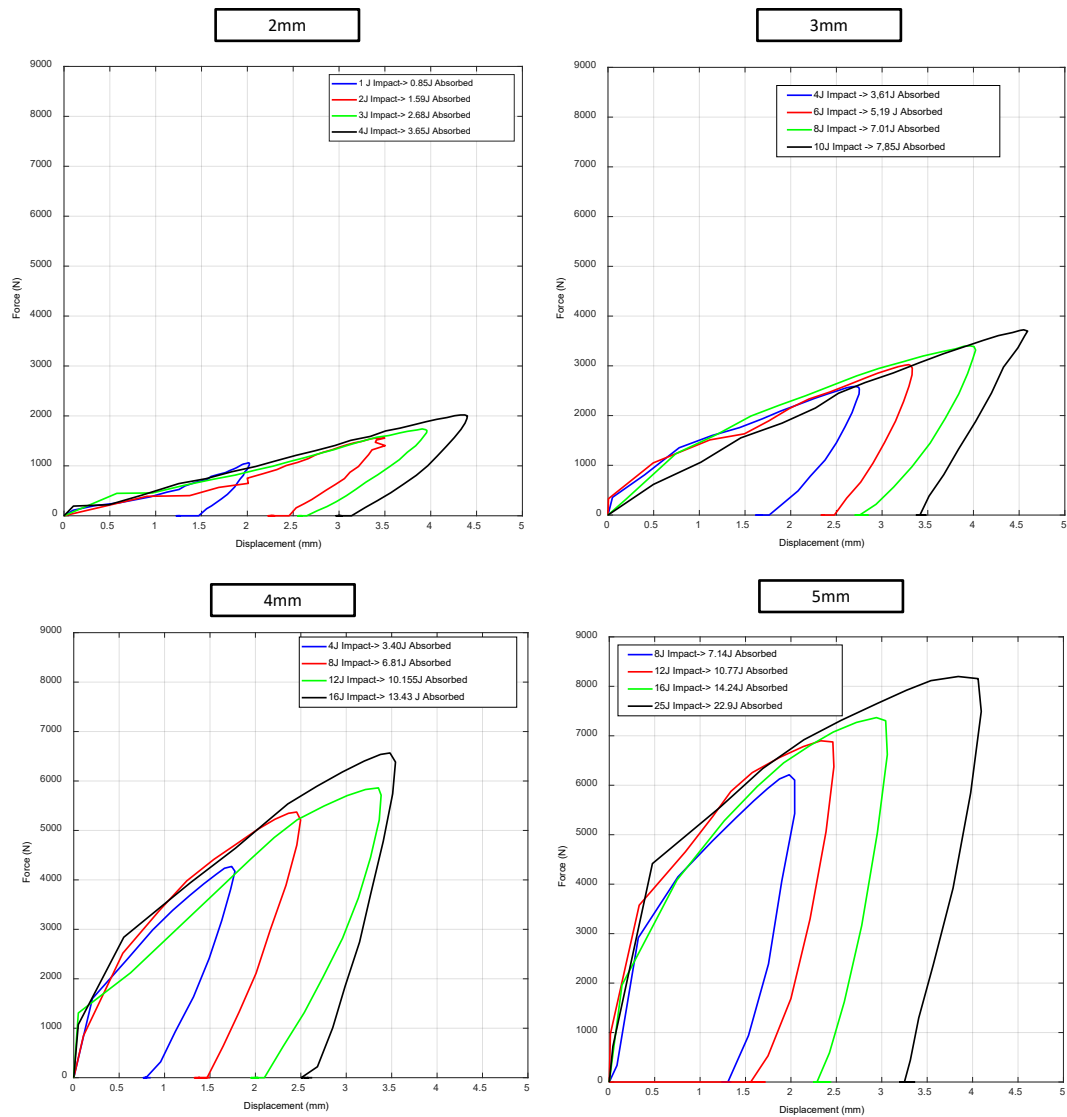 2mm
9000
8000
7000
6000
5000
4000
3000
2000
1000
0
Force (N)
1 J Impact-> 0.85J Absorbed
2J Impact-> 1.59J Absorbed
3J Impact-> 2.68J Absorbed
4J Impact-> 3.65J Absorbed
0 0.5 1 1.5 2 2.5 3 3.5 4 4.5 5
Displacement (mm)
3mm
9000
8000
7000
6000
5000
4000
3000
2000
1000
0
Force (N)
4J Impact -> 3,61J Absorbed
6J Impact -> 5,19 J Absorbed
8J Impact -> 7.01J Absorbed
10J Impact -> 7,85J Absorbed
0 0.5 1 1.5 2 2.5 3 3.5 4 4.5 5
Displacement (mm)
4mm
9000
8000
7000
6000
5000
4000
3000
2000
1000
0
Force (N)
4J Impact-> 3.40J Absorbed
8J Impact-> 6.81J Absorbed
12J Impact-> 10.155J Absorbed
16J Impact-> 13.43 J Absorbed
0 0.5 1 1.5 2 2.5 3 3.5 4 4.5 5
Displacement (mm)
5mm
9000
8000
7000
6000
5000
4000
3000
2000
1000
0
Force (N)
8J Impact-> 7.14J Absorbed
12J Impact-> 10.77J Absorbed
16J Impact-> 14.24J Absorbed
25J Impact-> 22.9J Absorbed
0 0.5 1 1.5 2 2.5 3 3.5 4 4.5 5
Displacement (mm)